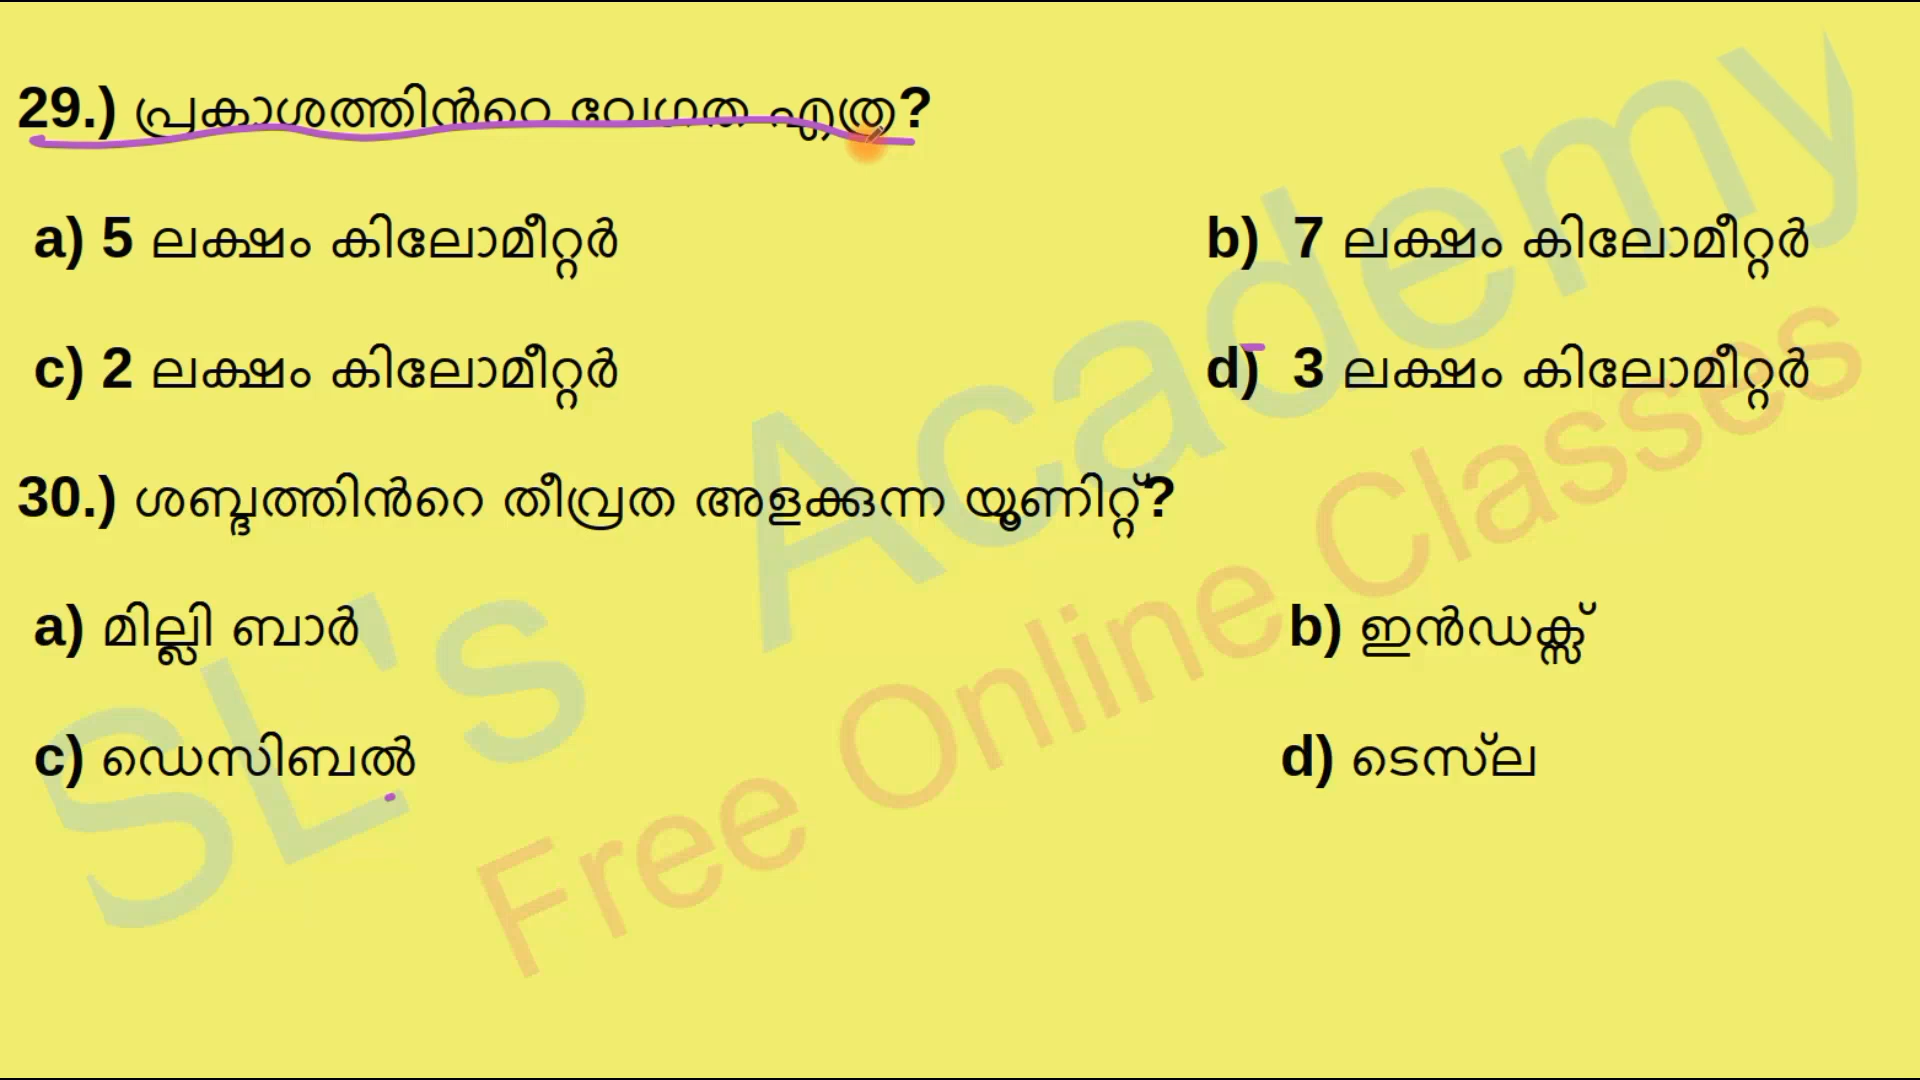 29.) പ്രകാശത്തിൻറെ വേഗത എത്ര?
a) 5 ലക്ഷം കിലോമീറ്റർ b) 7 ലക്ഷം കിലോമീറ്റർ
c) 2 ലക്ഷം കിലോമീറ്റർ d) 3 ലക്ഷം കിലോമീറ്റർ
30.) ശബ്ദത്തിൻറെ തീവ്രത അളക്കുന്ന യൂണിറ്റ്?
a) മില്ലി ബാർ b) ഇൻഡക്സ്
c) ഡെസിബൽ d) ടെസ്‌ല
SL's Academy
Free Online Classes